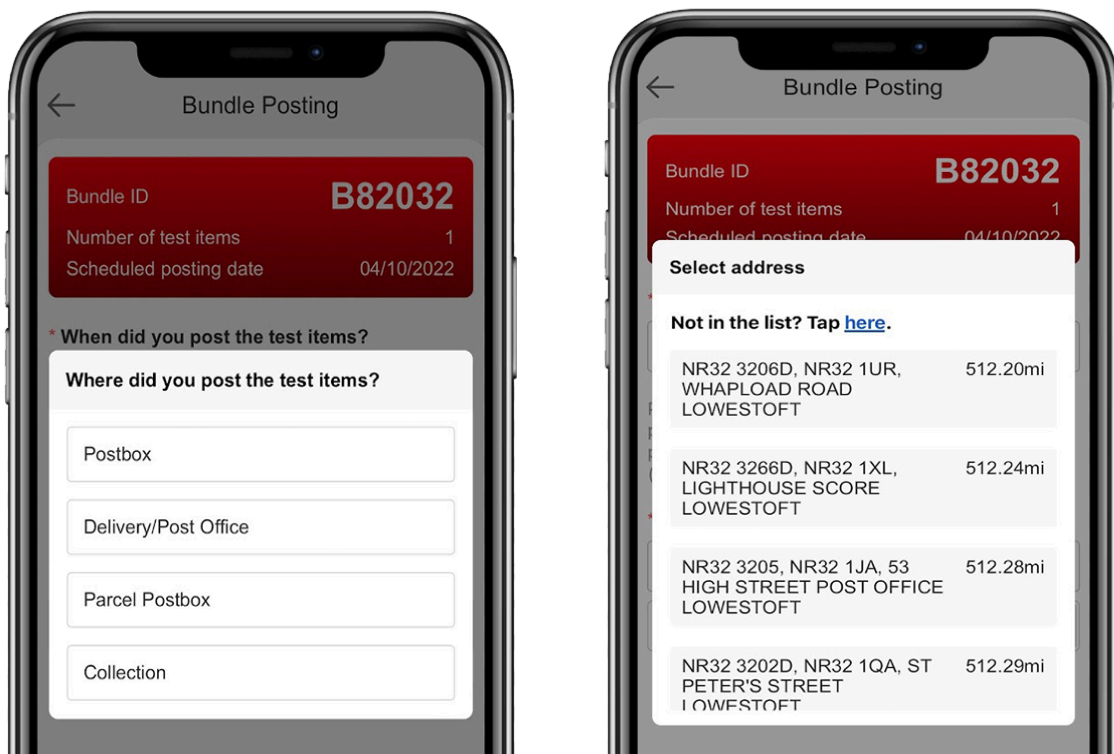 Bundle Posting
Bundle ID B82032
Number of test items 1
Scheduled posting date 04/10/2022
* When did you post the test items?
Where did you post the test items?
Postbox
Delivery/Post Office
Parcel Postbox
Collection
Bundle Posting
Bundle ID B82032
Number of test items 1
Scheduled posting date 04/10/2022
Select address
Not in the list? Tap here.
NR32 3206D, NR32 1UR, 512.20mi
WHAPLOAD ROAD
LOWESTOFT
NR32 3266D, NR32 1XL, 512.24mi
LIGHTHOUSE SCORE
LOWESTOFT
NR32 3205, NR32 1JA, 53 512.28mi
HIGH STREET POST OFFICE
LOWESTOFT
NR32 3202D, NR32 1QA, ST 512.29mi
PETER'S STREET
LOWESTOFT